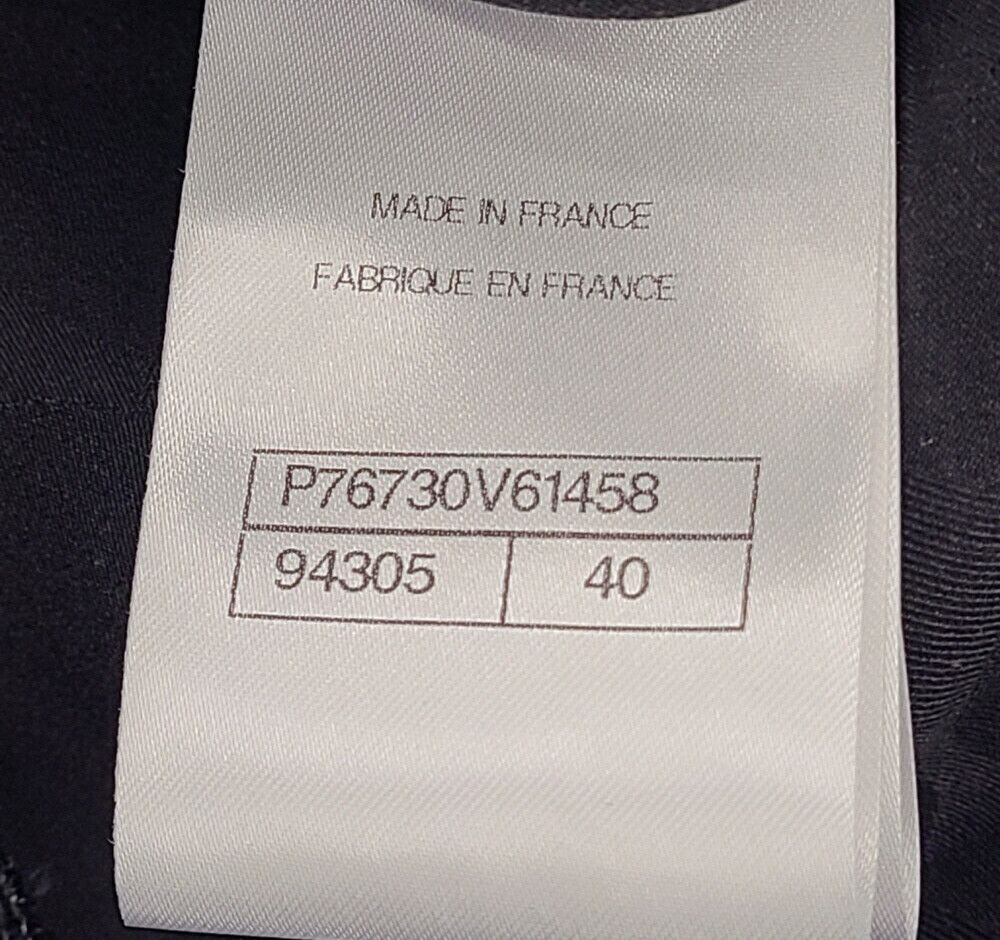 MADE IN FRANCE
FABRIQUE EN FRANCE
P76730V61458
94305 40